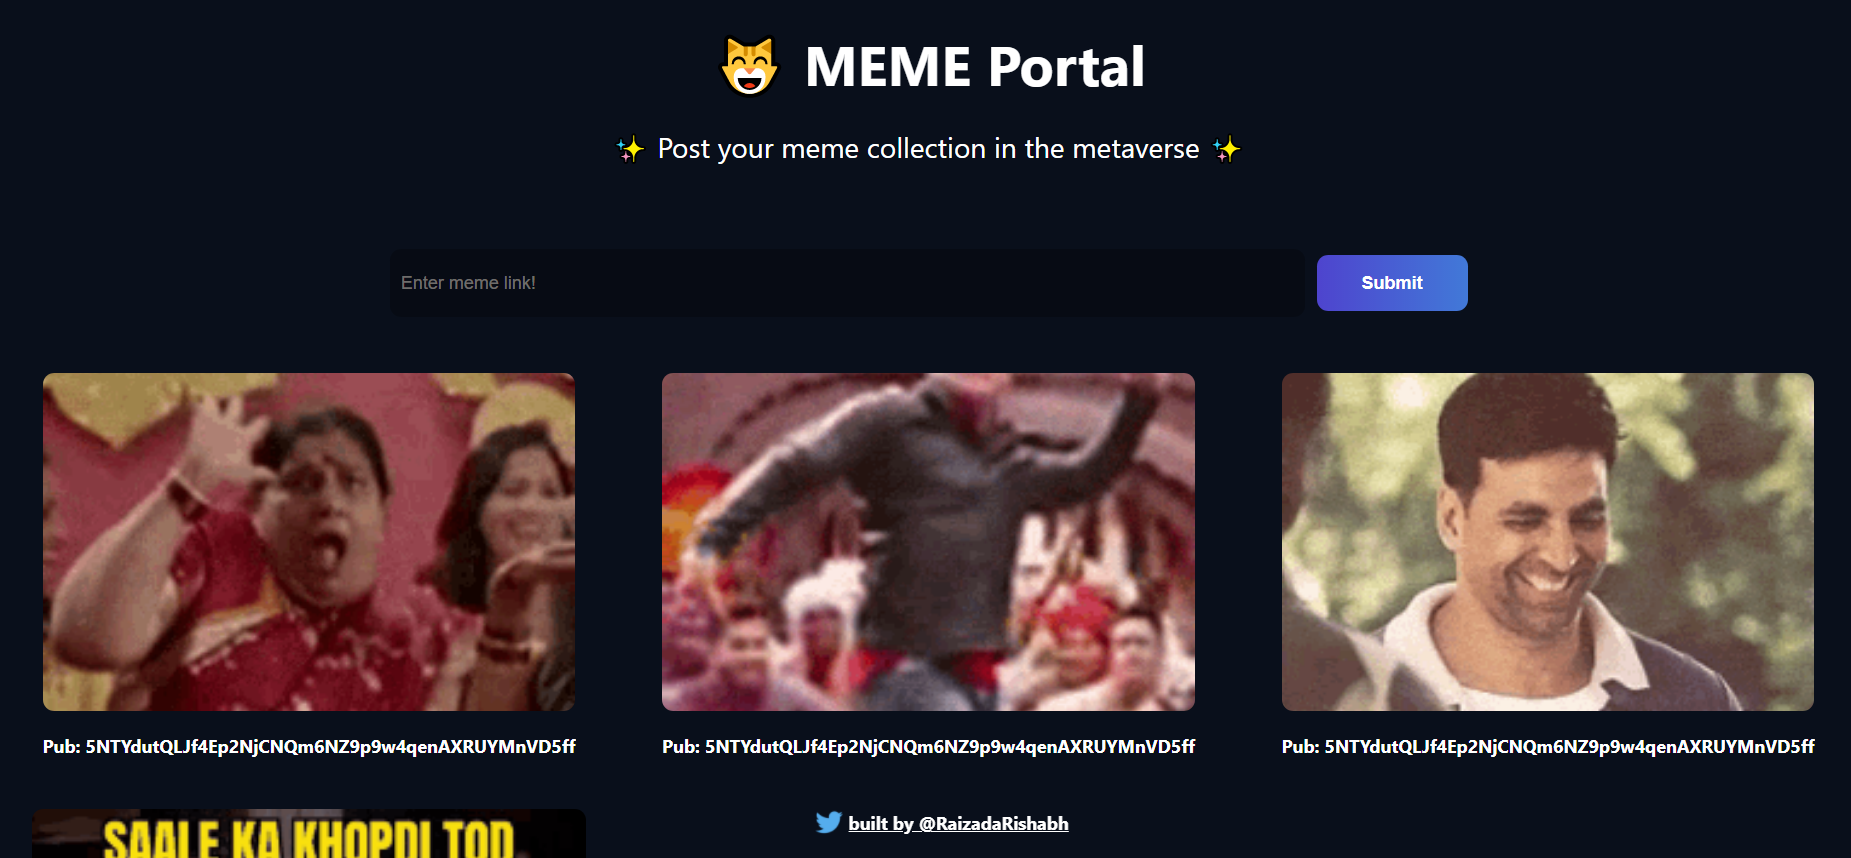 MEME Portal
✨ Post your meme collection in the metaverse ✨
Enter meme link!
Submit
Pub: 5NTYdutQLJf4Ep2NjCNQm6NZ9p9w4qenAXRUYMnVD5ff
Pub: 5NTYdutQLJf4Ep2NjCNQm6NZ9p9w4qenAXRUYMnVD5ff
Pub: 5NTYdutQLJf4Ep2NjCNQm6NZ9p9w4qenAXRUYMnVD5ff
SAALE KA KHOPDI TOD
built by @RaizadaRishabh